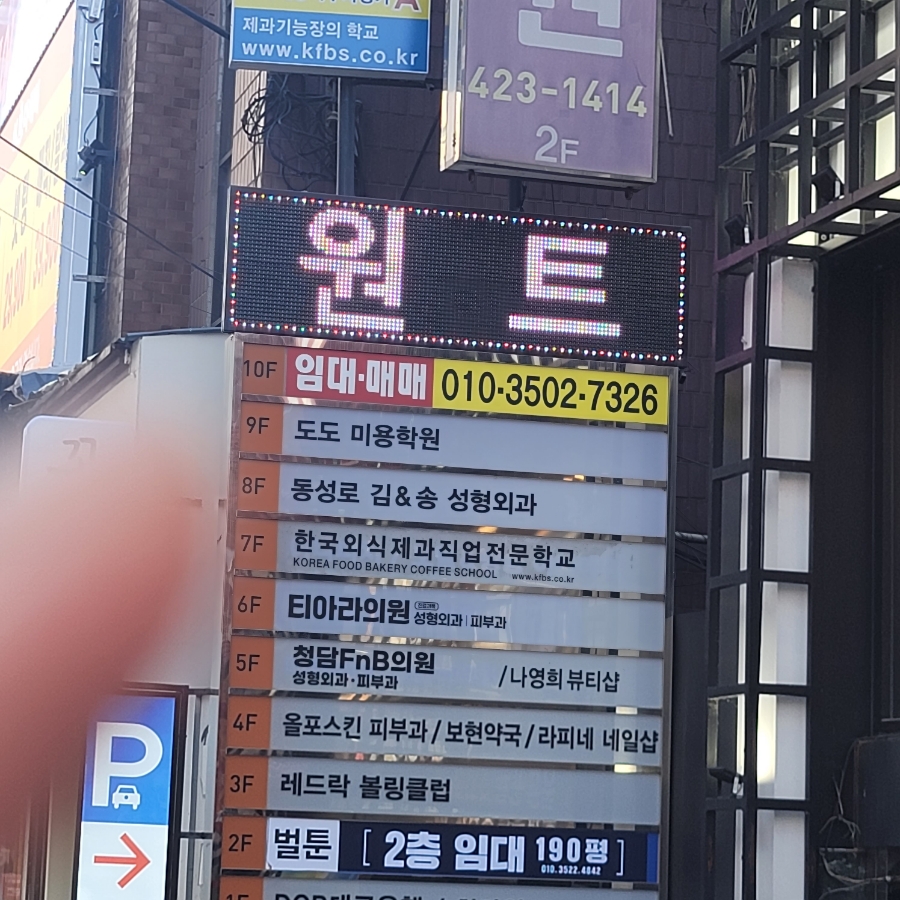 제과기능장의 학교
www.kfbs.co.kr
423-1414
2F
원 트
10F 임대·매매 010·3502·7326
9F 도도 미용학원
8F 동성로 김&송 성형외과
7F 한국외식제과직업전문학교
KOREA FOOD BAKERY COFFEE SCHOOL www.kfbs.co.kr
6F 티아라의원 성형외과 | 피부과
5F 청담FnB의원 /나영희뷰티샵
성형외과·피부과
4F 올포스킨 피부과/보현약국/라피네 네일샵
3F 레드락 볼링클럽
2F 벌툰 [ 2층 임대 190평 ]
010.3522.4842
P